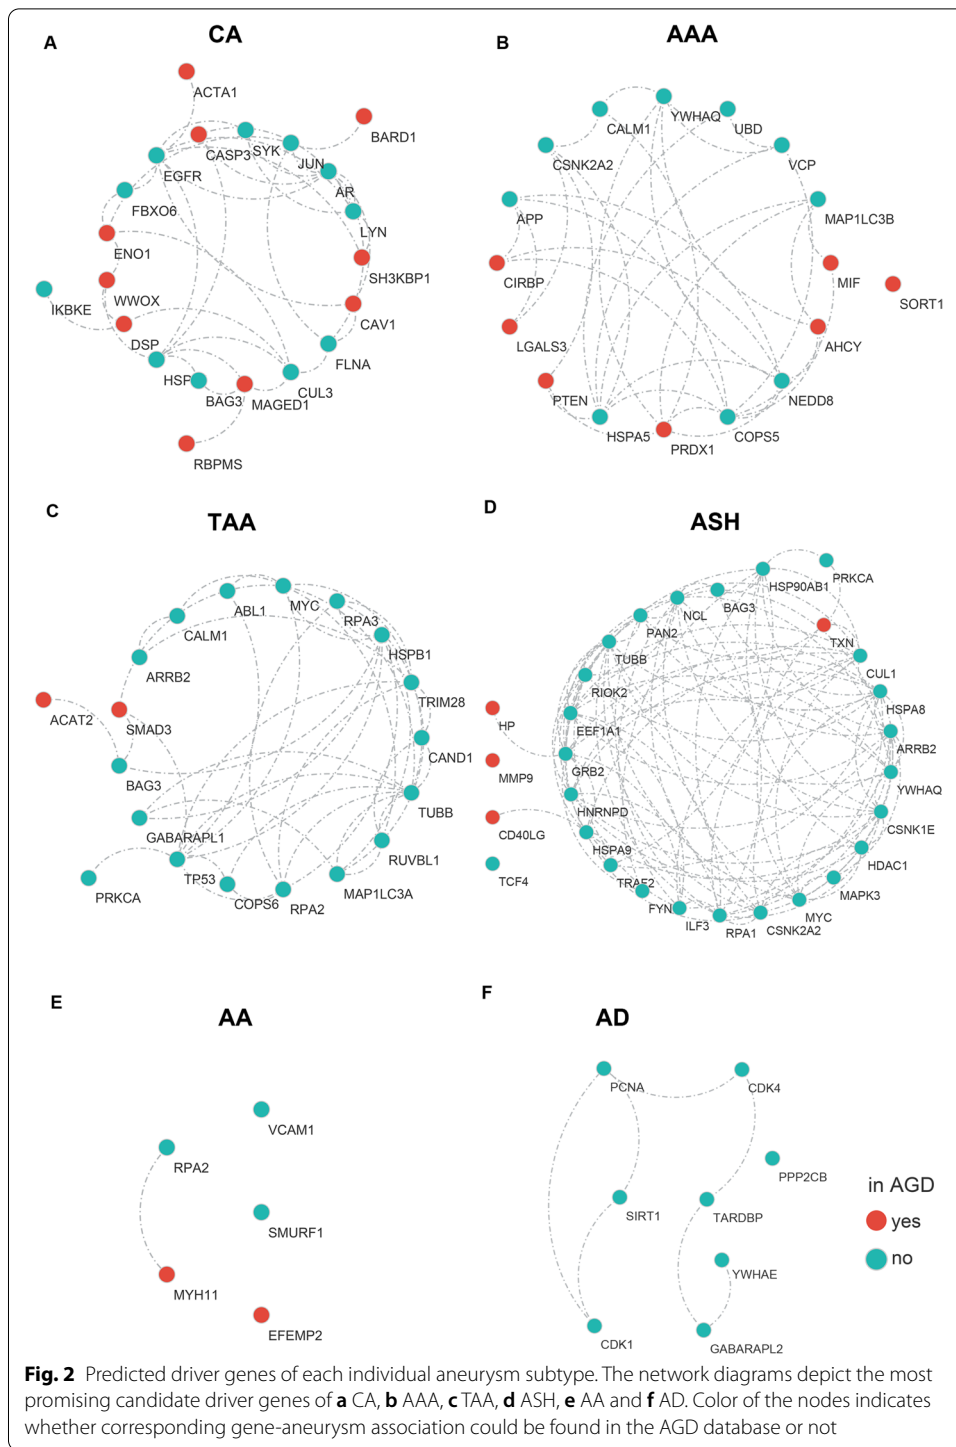 A
CA
ACTA1
BARD1
CASP3
SYK
JUN
EGFR
AR
FBXO6
LYN
ENO1
SH3KBP1
WWOX
IKBKE
CAV1
DSP
FLNA
HSP
CUL3
BAG3
MAGED1
RBPMS
B
AAA
YWHAQ
CALM1
UBD
CSNK2A2
VCP
APP
MAP1LC3B
CIRBP
MIF
SORT1
LGALS3
AHCY
PTEN
NEDD8
HSPA5
COPS5
PRDX1
C
TAA
MYC
ABL1
RPA3
CALM1
HSPB1
ARRB2
TRIM28
ACAT2
SMAD3
CAND1
BAG3
TUBB
GABARAPL1
RUVBL1
TP53
MAP1LC3A
PRKCA
COPS6
RPA2
D
ASH
PRKCA
HSP90AB1
BAG3
NCL
PAN2
TXN
TUBB
CUL1
RIOK2
HSPA8
HP
EEF1A1
ARRB2
GRB2
MMP9
YWHAQ
HNRNPD
CSNK1E
CD40LG
HSPA9
HDAC1
TCF4
TRAF2
MAPK3
FYN
MYC
ILF3
CSNK2A2
RPA1
E
AA
VCAM1
RPA2
SMURF1
MYH11
EFEMP2
F
AD
PCNA
CDK4
PPP2CB
SIRT1
TARDBP
YWHAE
CDK1
GABARAPL2
in AGD
yes
no
Fig. 2 Predicted driver genes of each individual aneurysm subtype. The network diagrams depict the most
promising candidate driver genes of a CA, b AAA, c TAA, d ASH, e AA and f AD. Color of the nodes indicates
whether corresponding gene-aneurysm association could be found in the AGD database or not